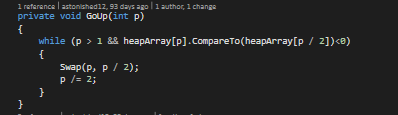 1 reference | astonished12, 93 days ago | 1 author, 1 change
private void GoUp(int p)
{
while (p > 1 && heapArray[p].CompareTo(heapArray[p / 2])<0)
{
Swap(p, p / 2);
p /= 2;
}
}